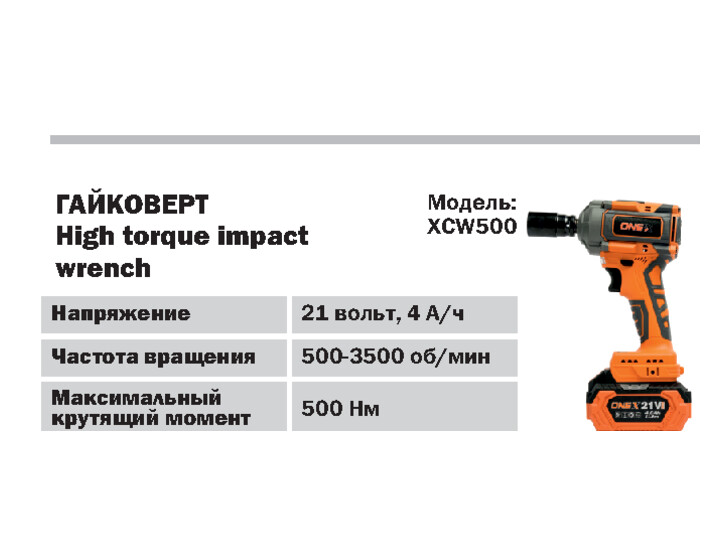 ГАЙКОВЕРТ
High torque impact
wrench
Модель:
XCW500
Напряжение
21 вольт, 4 А/ч
Частота вращения
500-3500 об/мин
Максимальный
крутящий момент
500 Нм
ONEX
ONEX 21V